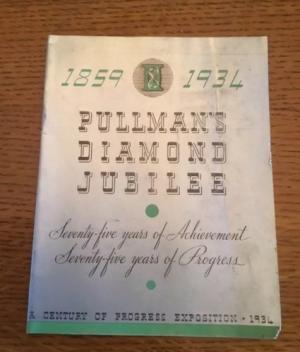 1859 1934
PULLMAN'S
DIAMOND
JUBILEE
Seventy-five years of Achievement
Seventy-five years of Progress
A CENTURY OF PROGRESS EXPOSITION • 1934